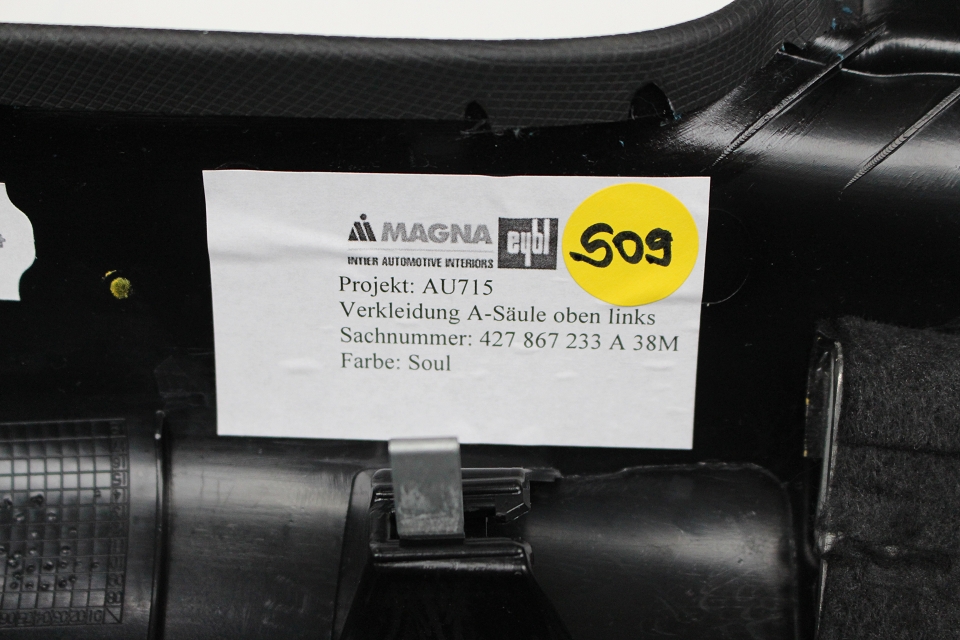 MAGNA eybl
INTIER AUTOMOTIVE INTERIORS
S09
Projekt: AU715
Verkleidung A-Säule oben links
Sachnummer: 427 867 233 A 38M
Farbe: Soul